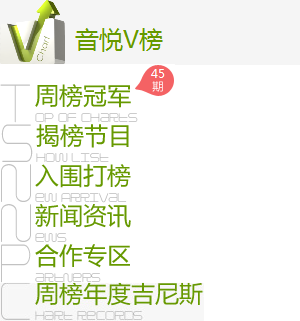 Chart
音悦V榜
45
期
周榜冠军
TOP OF CHARTS
揭榜节目
HOW LIST
入围打榜
EW ARRIVAL
新闻资讯
EWS
合作专区
ARTNERS
周榜年度吉尼斯
HART RECORDS